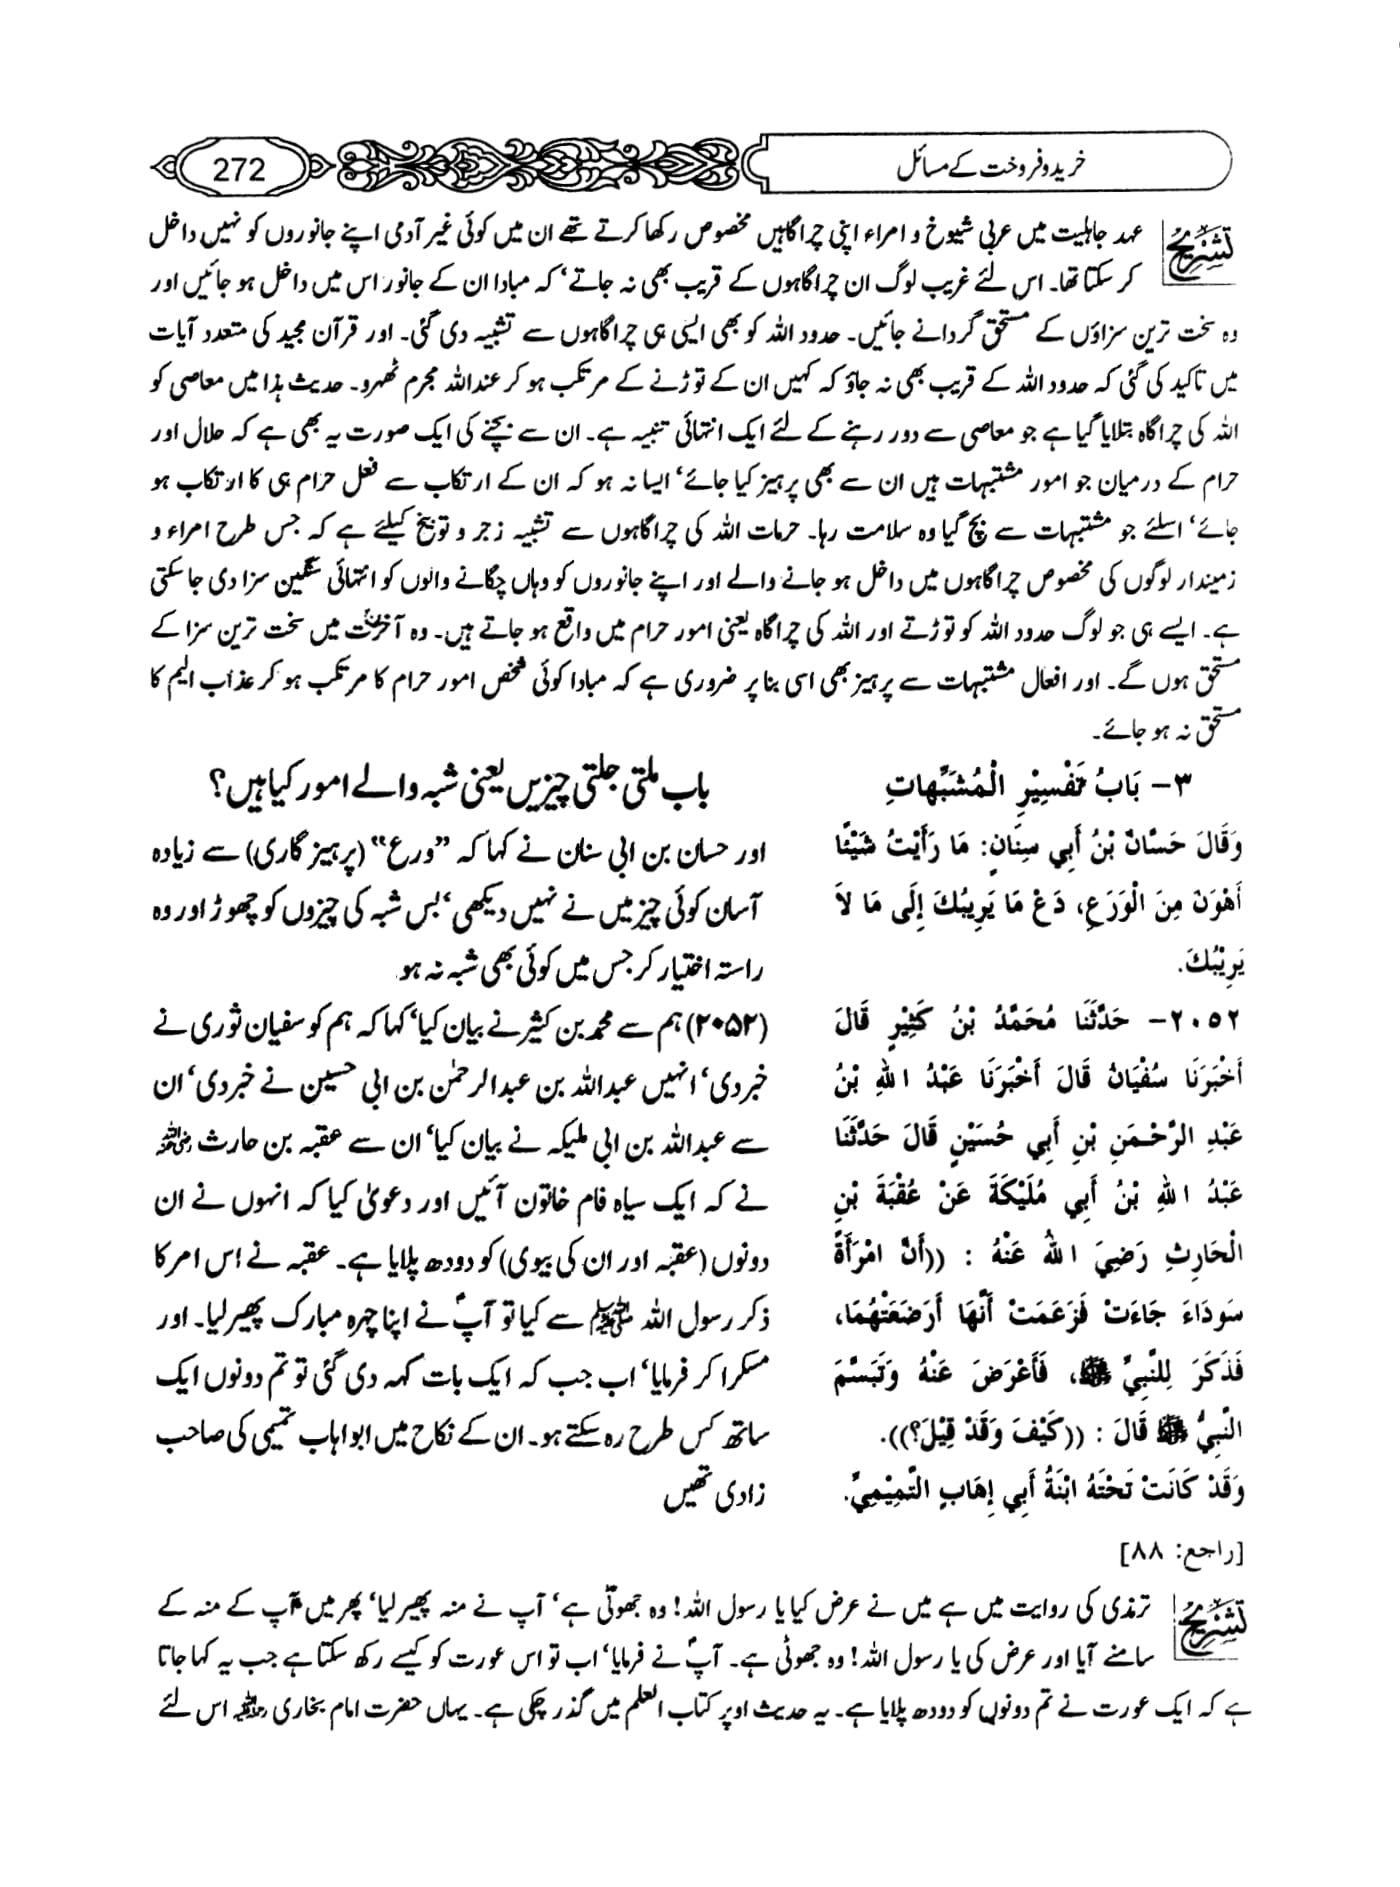 خرید و فروخت کے مسائل
272
تشریح عہد جاہلیت میں عربی شیوخ و امراء اپنی چراگاہیں مخصوص رکھا کرتے تھے ان میں کوئی غیر آدمی اپنے جانوروں کو نہیں داخل
کر سکتا تھا۔ اس لئے غریب لوگ ان چراگاہوں کے قریب بھی نہ جاتے‘ کہ مبادا ان کے جانور اس میں داخل ہو جائیں اور
وہ سخت ترین سزاؤں کے مستحق گردانے جائیں۔ حدود اللہ کو بھی ایسی ہی چراگاہوں سے تشبیہ دی گئی۔ اور قرآن مجید کی متعدد آیات
میں تاکید کی گئی کہ حدود اللہ کے قریب بھی نہ جاؤ کہ کہیں ان کے توڑنے کے مرتکب ہو کر عنداللہ مجرم ٹھہرو۔ حدیث ہذا میں معاصی کو
اللہ کی چراگاہ بتلایا گیا ہے جو معاصی سے دور رہنے کے لئے ایک انتہائی تنبیہ ہے۔ ان سے بچنے کی ایک صورت یہ بھی ہے کہ حلال اور
حرام کے درمیان جو امور مشتبہات ہیں ان سے بھی پرہیز کیا جائے‘ ایسا نہ ہو کہ ان کے ارتکاب سے فعل حرام ہی کا ارتکاب ہو
جائے‘ اسلئے جو مشتبہات سے بچ گیا وہ سلامت رہا۔ حرمات اللہ کی چراگاہوں سے تشبیہ زجر و توبیخ کیلئے ہے کہ جس طرح امراء و
زمیندار لوگوں کی مخصوص چراگاہوں میں داخل ہو جانے والے اور اپنے جانوروں کو وہاں چگانے والوں کو انتہائی سنگین سزا دی جا سکتی
ہے۔ ایسے ہی جو لوگ حدود اللہ کو توڑتے اور اللہ کی چراگاہ یعنی امور حرام میں واقع ہو جاتے ہیں۔ وہ آخرت میں سخت ترین سزا کے
مستحق ہوں گے۔ اور افعال مشتبہات سے پرہیز بھی اسی بنا پر ضروری ہے کہ مبادا کوئی شخص امور حرام کا مرتکب ہو کر عذاب الیم کا
مستحق نہ ہو جائے۔
٣- بَابُ تَفْسِيْرِ الْمُشَبَّهَاتِ
وَقَالَ حَسَّانُ بْنُ أَبِي سِنَانٍ: مَا رَأَيْتُ شَيْئًا
أَهْوَنَ مِنَ الْوَرَعِ، دَعْ مَا يَرِيبُكَ إِلَى مَا لاَ
يَرِيْبُكَ.
٢٠٥٢- حَدَّثَنَا مُحَمَّدُ بْنُ كَثِيْرٍ قَالَ
أَخْبَرَنَا سُفْيَانُ قَالَ أَخْبَرَنَا عَبْدُ اللهِ بْنُ
عَبْدِ الرَّحْمَنِ بْنِ أَبِي حُسَيْنٍ قَالَ حَدَّثَنَا
عَبْدُ اللهِ بْنُ أَبِي مُلَيْكَةَ عَنْ عُقْبَةَ بْنِ
الْحَارِثِ رَضِيَ اللهُ عَنْهُ : ((أَنَّ امْرَأَةً
سَودَاءَ جَاءَتْ فَزَعَمَتْ أَنَّهَا أَرْضَعَتْهُمَا،
فَذَكَرَ لِلنَّبِيِّ ﷺ، فَأَعْرَضَ عَنْهُ وَتَبَسَّمَ
النَّبِيُّ ﷺ قَالَ : ((كَيْفَ وَقَدْ قِيْلَ؟)).
وَقَدْ كَانَتْ تَحْتَهُ ابْنَةُ أَبِي إِهَابٍ التَّمِيْمِيِّ.
[راجع: ٨٨]
باب ملتی جلتی چیزیں یعنی شبہ والے امور کیا ہیں؟
اور حسان بن ابی سنان نے کہا کہ ”ورع“ (پرہیزگاری) سے زیادہ
آسان کوئی چیز میں نے نہیں دیکھی‘ بس شبہ کی چیزوں کو چھوڑ اور وہ
راستہ اختیار کر جس میں کوئی بھی شبہ نہ ہو۔
(۲۰۵۲) ہم سے محمد بن کثیر نے بیان کیا‘ کہا کہ ہم کو سفیان ثوری نے
خبر دی‘ انہیں عبداللہ بن عبدالرحمٰن بن ابی حسین نے خبر دی‘ ان
سے عبداللہ بن ابی ملیکہ نے بیان کیا‘ ان سے عقبہ بن حارث رضی اللہ عنہ
نے کہ ایک سیاہ فام خاتون آئیں اور دعویٰ کیا کہ انہوں نے ان
دونوں (عقبہ اور ان کی بیوی) کو دودھ پلایا ہے۔ عقبہ نے اس امر کا
ذکر رسول اللہ ﷺ سے کیا تو آپؐ نے اپنا چہرہ مبارک پھیر لیا۔ اور
مسکرا کر فرمایا‘ اب جب کہ ایک بات کہہ دی گئی تو تم دونوں ایک
ساتھ کس طرح رہ سکتے ہو۔ ان کے نکاح میں ابو اہاب تمیمی کی صاحب
زادی تھیں
تشریح ترمذی کی روایت میں ہے میں نے عرض کیا یا رسول اللہ! وہ جھوٹی ہے‘ آپ نے منہ پھیر لیا‘ پھر میں آپ کے منہ کے
سامنے آیا اور عرض کی یا رسول اللہ! وہ جھوٹی ہے۔ آپؐ نے فرمایا‘ اب تو اس عورت کو کیسے رکھ سکتا ہے جب یہ کہا جاتا
ہے کہ ایک عورت نے تم دونوں کو دودھ پلایا ہے۔ یہ حدیث اوپر کتاب العلم میں گذر چکی ہے۔ یہاں حضرت امام بخاری رحمۃ اللہ علیہ اس لئے